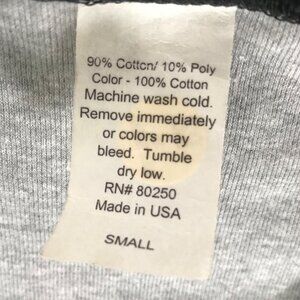 90% Cotton/ 10% Poly
Color - 100% Cotton
Machine wash cold.
Remove immediately
or colors may
bleed. Tumble
dry low.
RN# 80250
Made in USA
SMALL